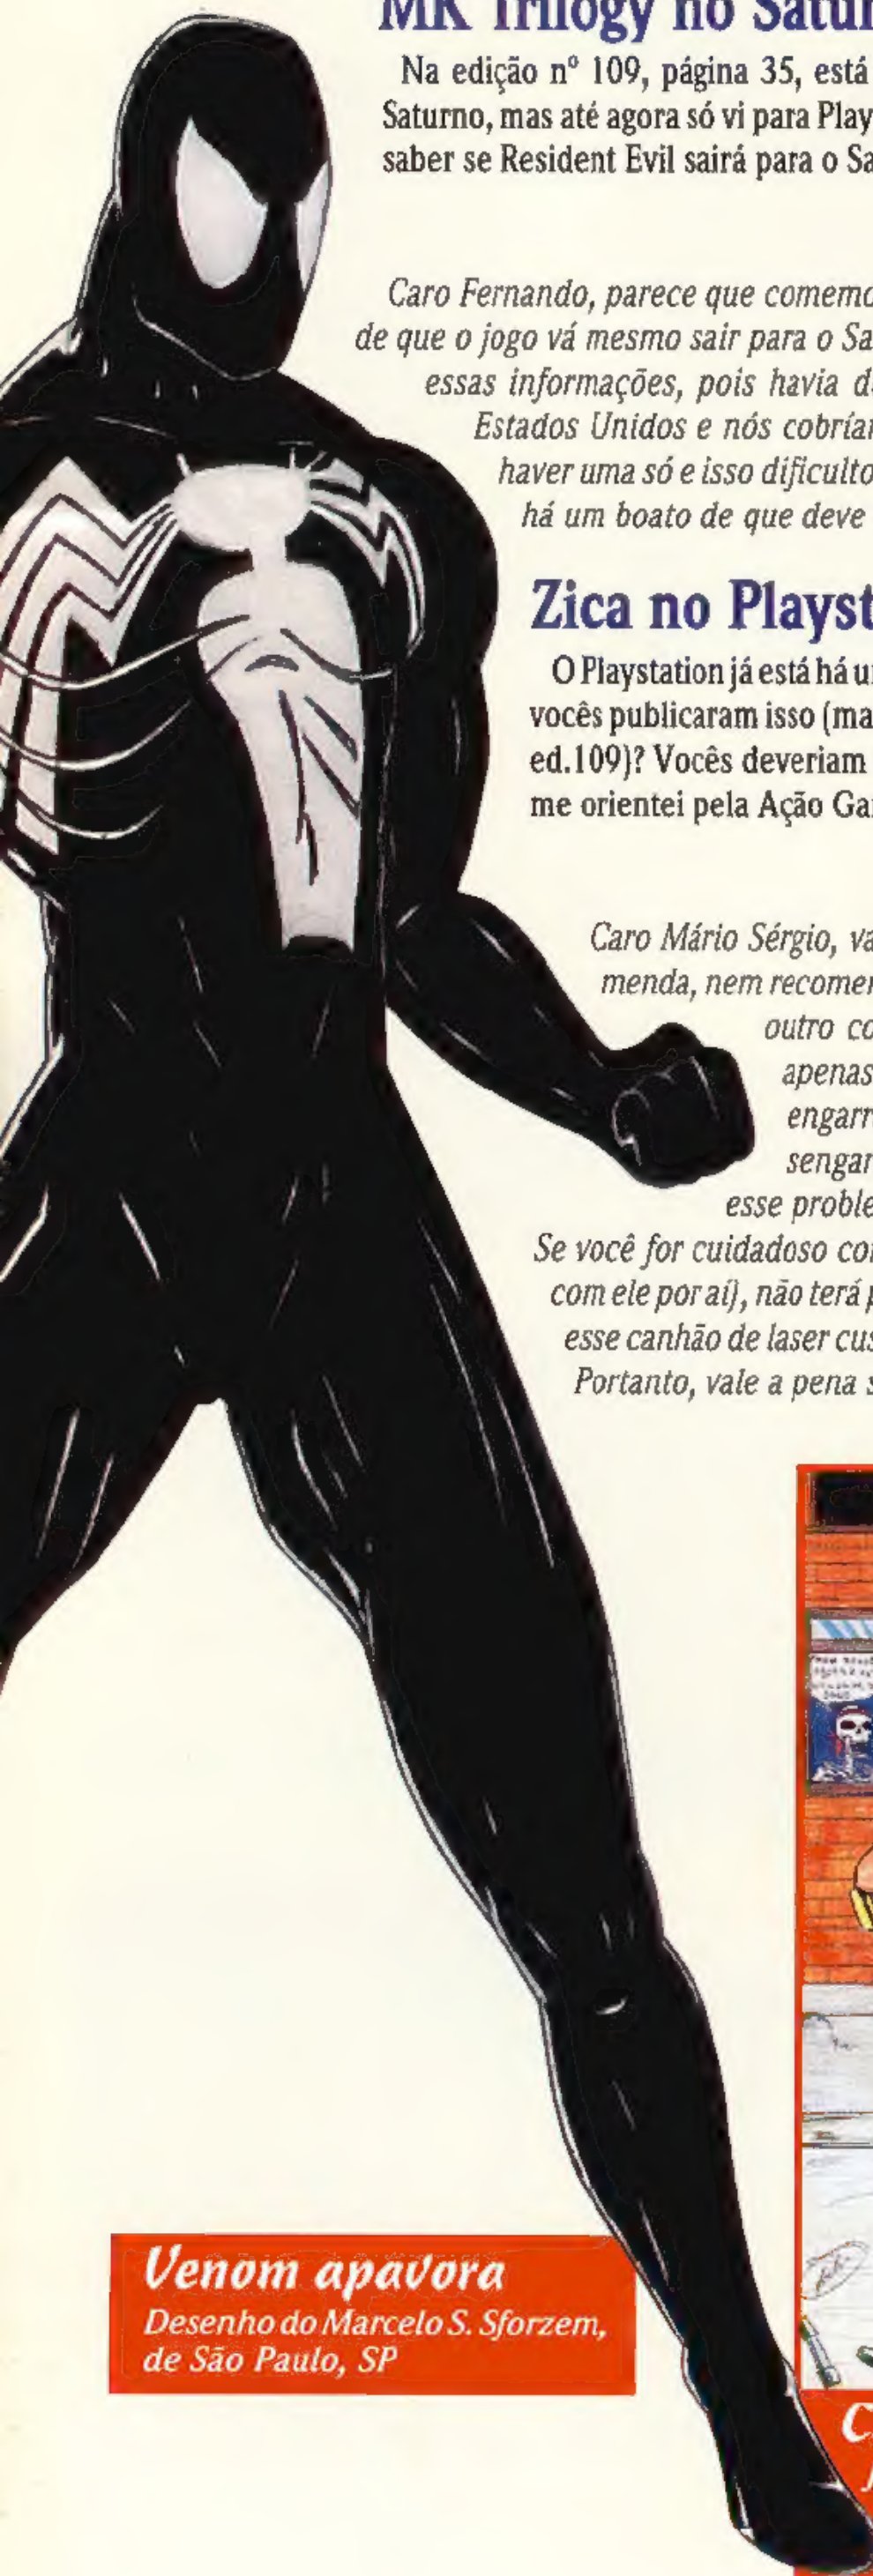 MK Trilogy no Satur
Na edição nº 109, página 35, está
Saturno, mas até agora só vi para Play
saber se Resident Evil sairá para o Sa
Caro Fernando, parece que comemo
de que o jogo vá mesmo sair para o Sa
essas informações, pois havia d
Estados Unidos e nós cobríar
haver uma só e isso dificulto
há um boato de que deve
Zica no Playst
O Playstation já está há u
vocês publicaram isso (ma
ed.109)? Vocês deveriam
me orientei pela Ação Ga
Caro Mário Sérgio, va
menda, nem recomer
outro co
apenas
engarr
sengar
esse proble
Se você for cuidadoso co
com ele por aí), não terá p
esse canhão de laser cus
Portanto, vale a pena s
Venom apavora
Desenho do Marcelo S. Sforzem,
de São Paulo, SP
C